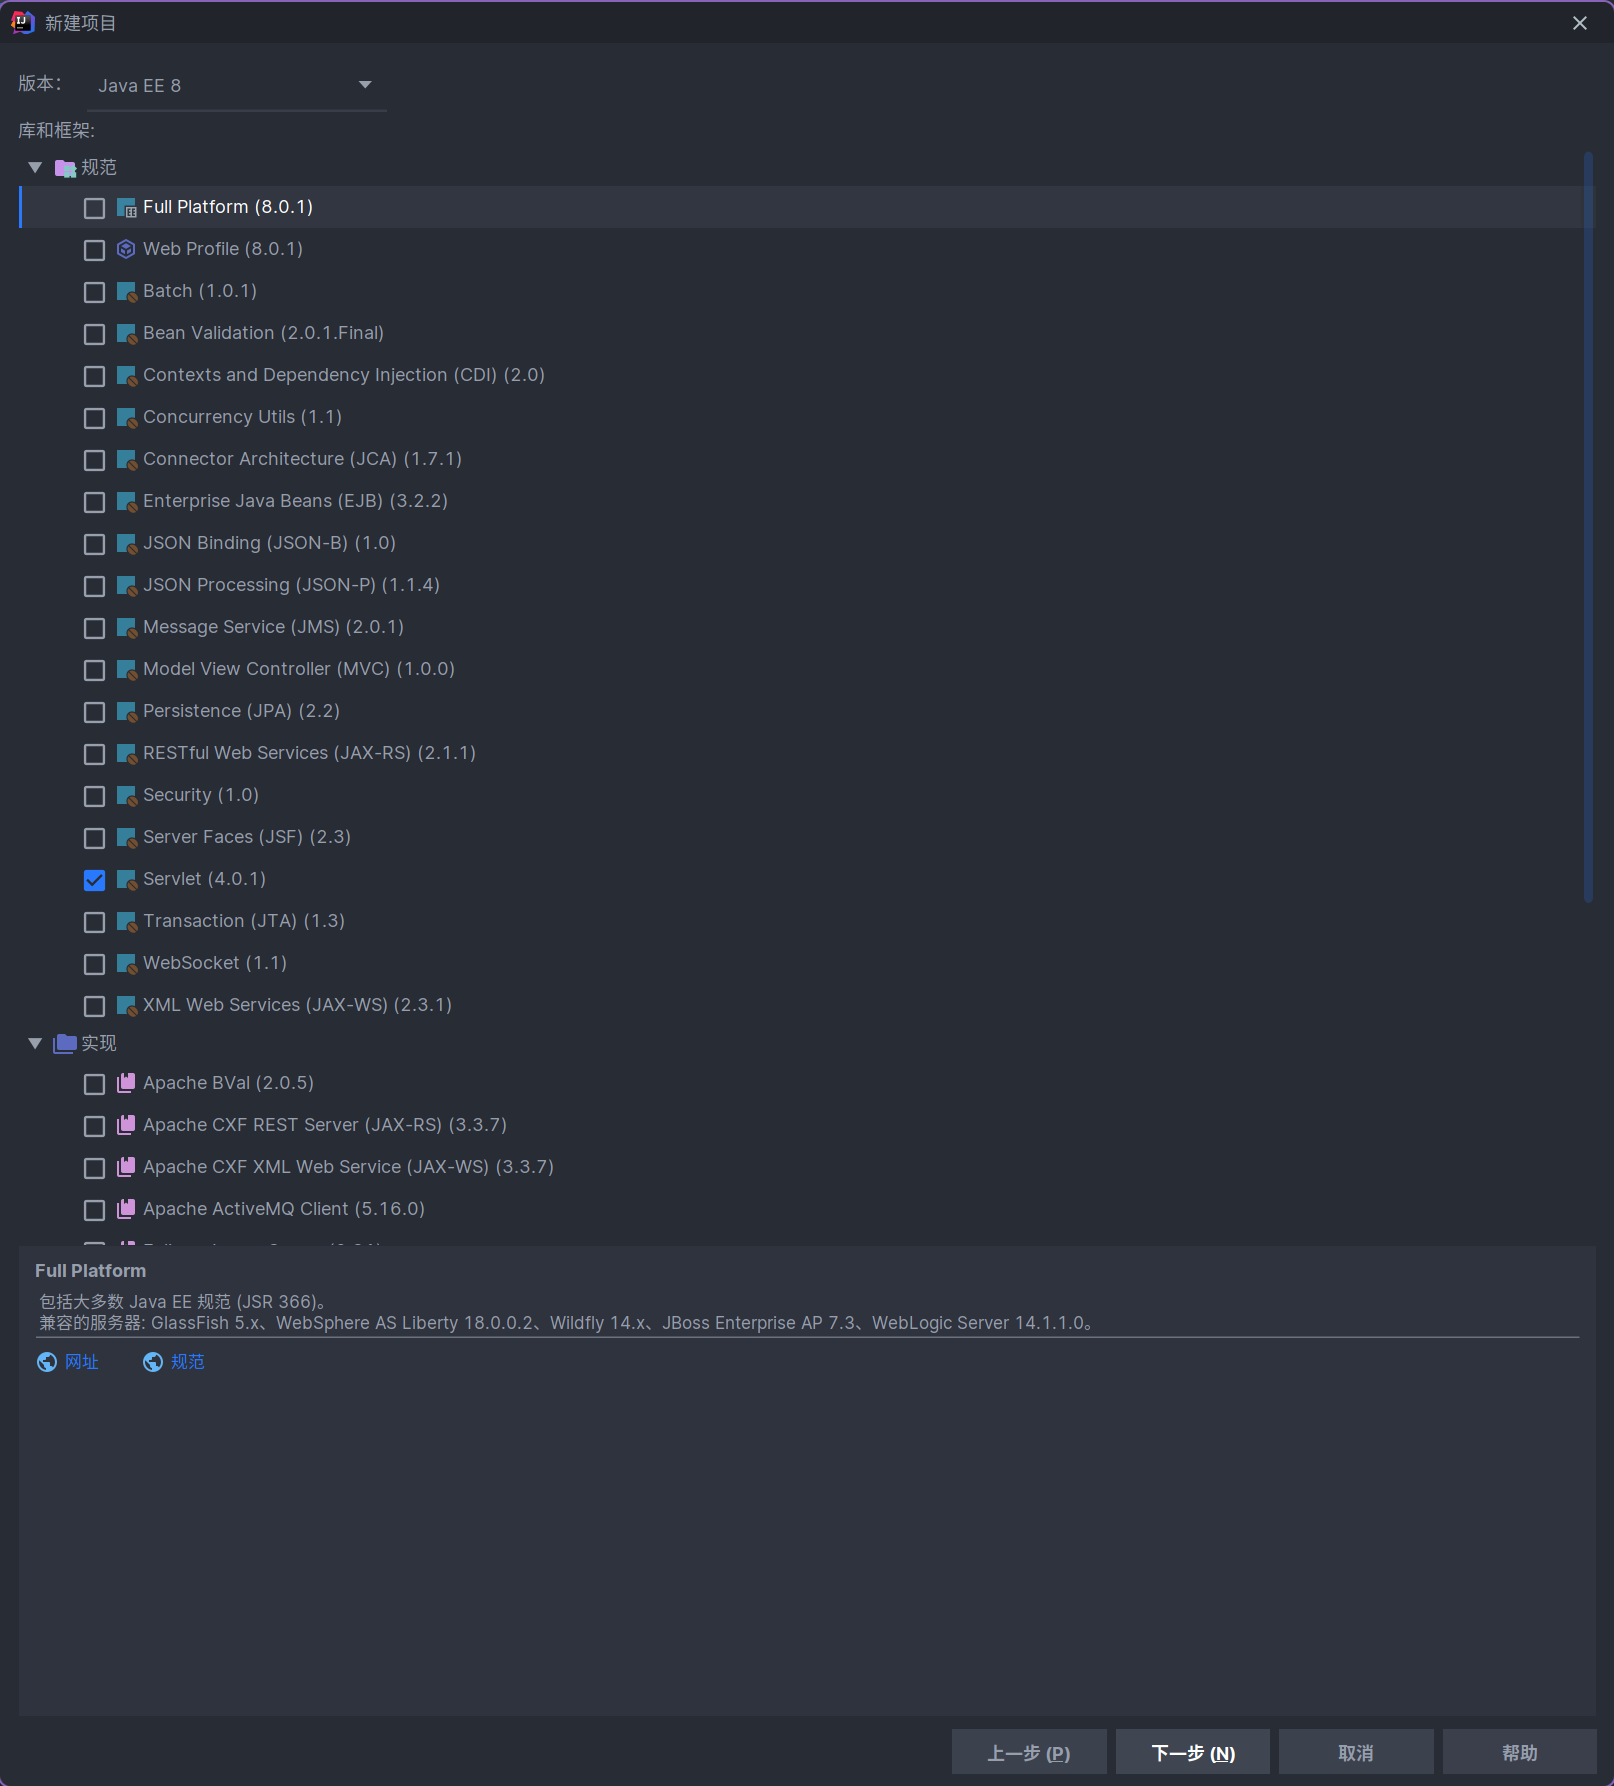 新建项目
版本:
Java EE 8
库和框架:
规范
Full Platform (8.0.1)
Web Profile (8.0.1)
Batch (1.0.1)
Bean Validation (2.0.1.Final)
Contexts and Dependency Injection (CDI) (2.0)
Concurrency Utils (1.1)
Connector Architecture (JCA) (1.7.1)
Enterprise Java Beans (EJB) (3.2.2)
JSON Binding (JSON-B) (1.0)
JSON Processing (JSON-P) (1.1.4)
Message Service (JMS) (2.0.1)
Model View Controller (MVC) (1.0.0)
Persistence (JPA) (2.2)
RESTful Web Services (JAX-RS) (2.1.1)
Security (1.0)
Server Faces (JSF) (2.3)
Servlet (4.0.1)
Transaction (JTA) (1.3)
WebSocket (1.1)
XML Web Services (JAX-WS) (2.3.1)
实现
Apache BVal (2.0.5)
Apache CXF REST Server (JAX-RS) (3.3.7)
Apache CXF XML Web Service (JAX-WS) (3.3.7)
Apache ActiveMQ Client (5.16.0)
Full Platform
包括大多数 Java EE 规范 (JSR 366)。
兼容的服务器: GlassFish 5.x、WebSphere AS Liberty 18.0.0.2、Wildfly 14.x、JBoss Enterprise AP 7.3、WebLogic Server 14.1.1.0。
网址 规范
上一步 (P) 下一步 (N) 取消 帮助